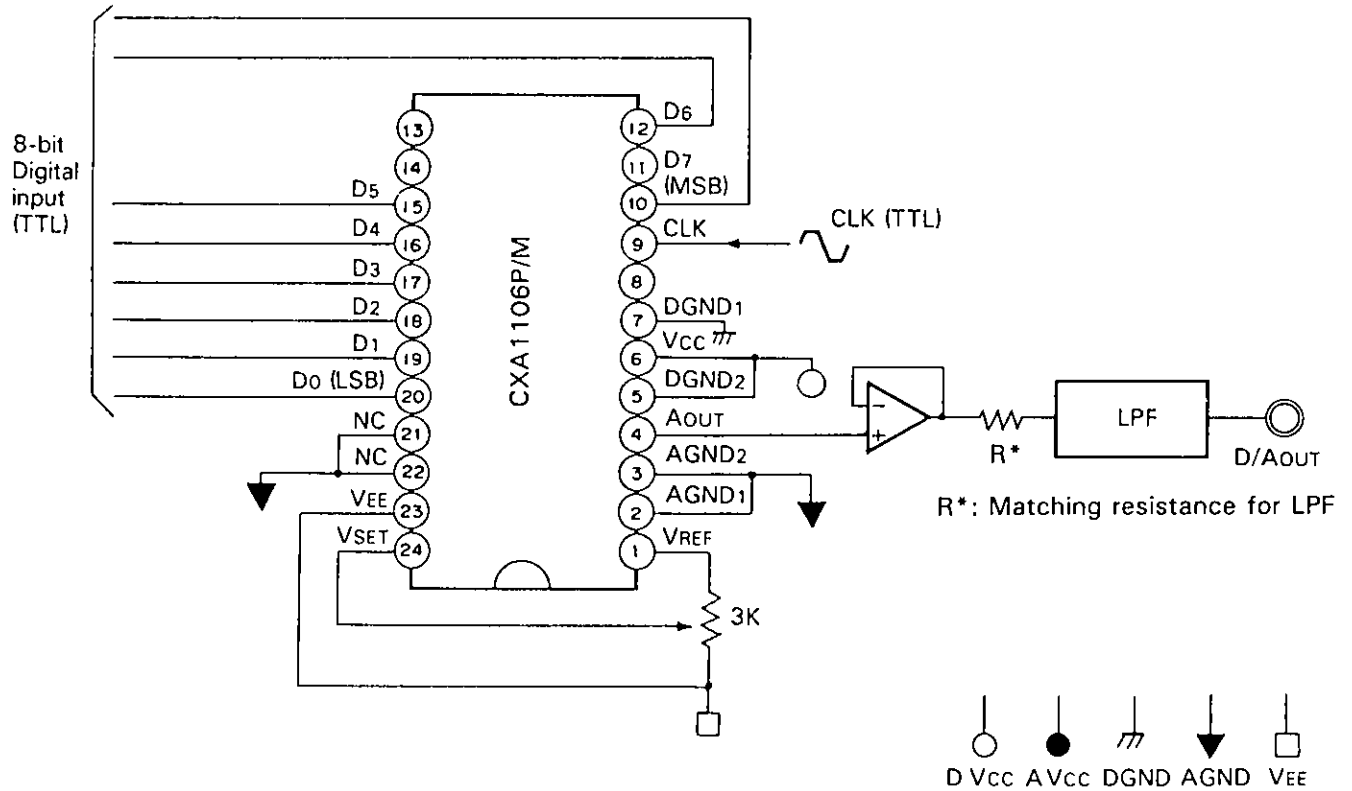 8-bit
Digital
input
(TTL)
D5
D4
D3
D2
D1
D0 (LSB)
NC
NC
VEE
VSET
13
14
15
16
17
18
19
20
21
22
23
24
CXA1106P/M
12
11
10
9
8
7
6
5
4
3
2
1
D6
D7
(MSB)
CLK
DGND1
VCC
DGND2
AOUT
AGND2
AGND1
VREF
CLK (TTL)
3K
-
+
R*
LPF
D/AOUT
R*: Matching resistance for LPF
D VCC
A VCC
DGND
AGND
VEE